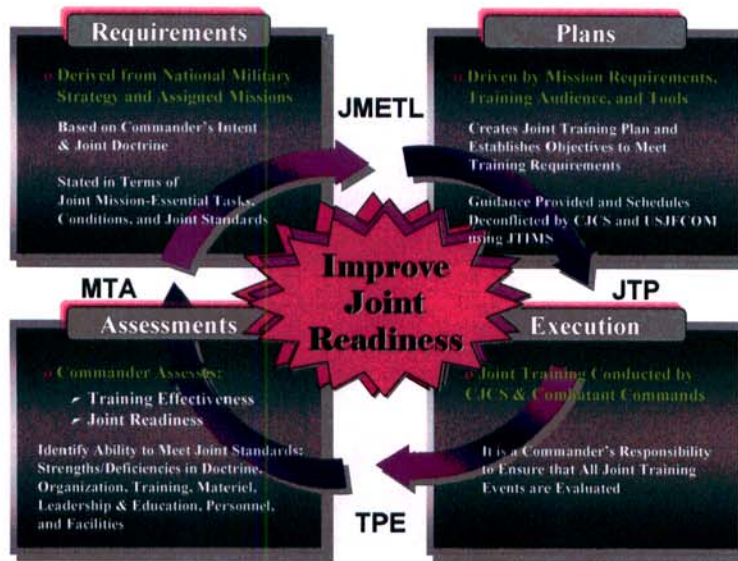 Requirements
Derived from National Military
Strategy and Assigned Missions
Based on Commander's Intent
& Joint Doctrine
Stated in Terms of
Joint Mission-Essential Tasks,
Conditions, and Joint Standards
JMETL
Plans
Driven by Mission Requirements,
Training Audience, and Tools
Creates Joint Training Plan and
Establishes Objectives to Meet
Training Requirements
Guidance Provided and Schedules
Deconflicted by CJCS and USJFCOM
using JTIMS
Improve
Joint
Readiness
MTA
JTP
Assessments
Commander Assesses:
Training Effectiveness
Joint Readiness
Identify Ability to Meet Joint Standards:
Strengths/Deficiencies in Doctrine,
Organization, Training, Materiel,
Leadership & Education, Personnel,
and Facilities
TPE
Execution
Joint Training Conducted by
CJCS & Combatant Commands
It is a Commander's Responsibility
to Ensure that All Joint Training
Events are Evaluated